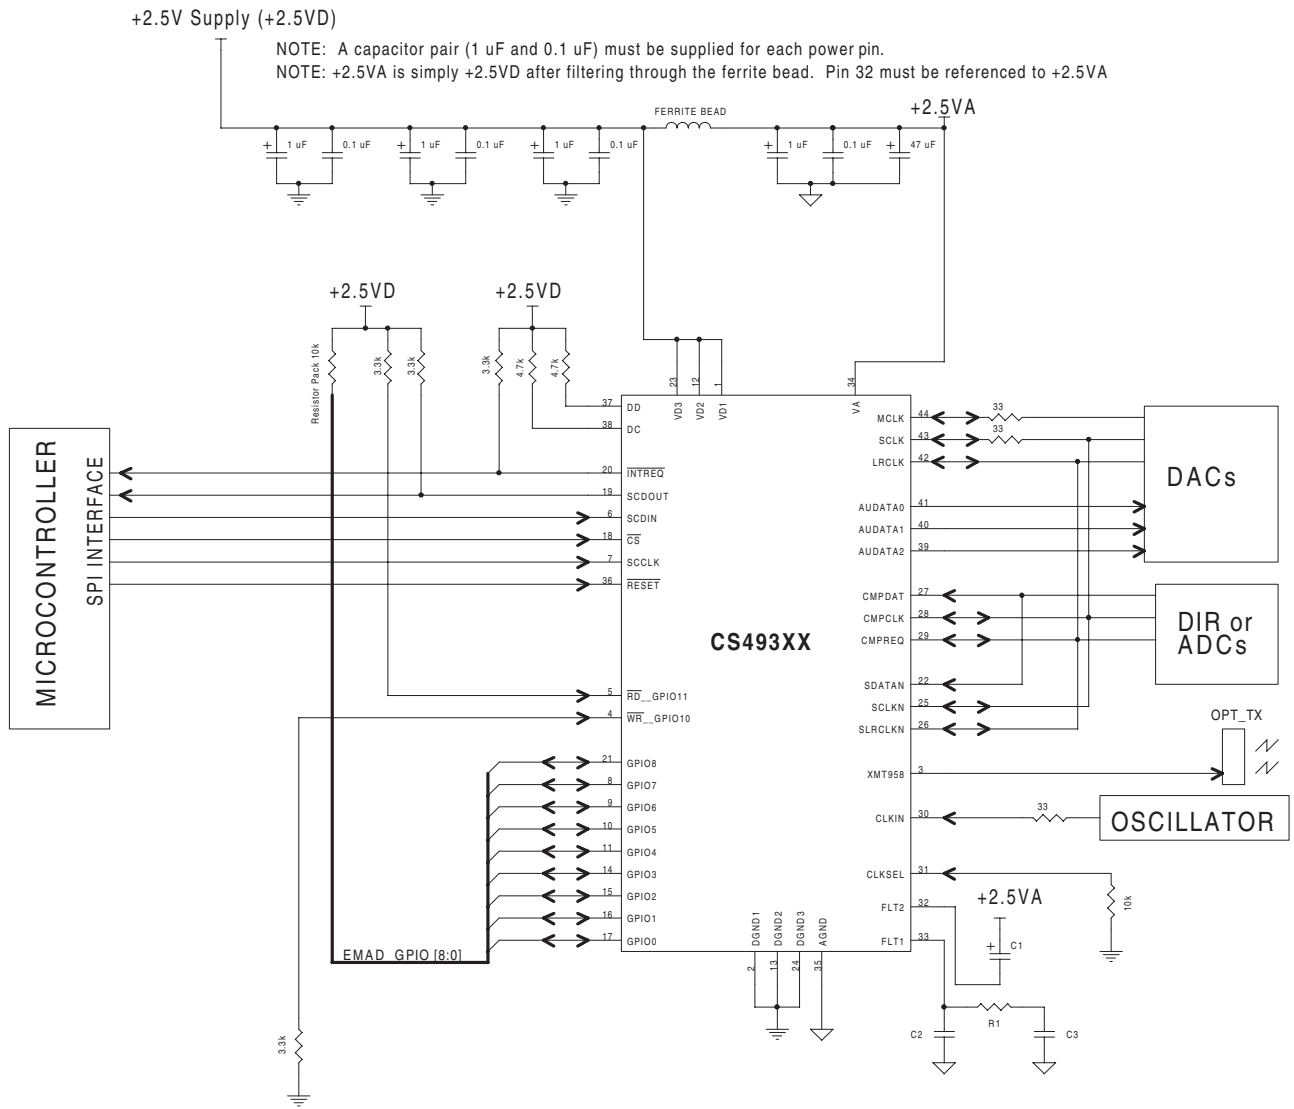 +2.5V Supply (+2.5VD)
NOTE: A capacitor pair (1 uF and 0.1 uF) must be supplied for each power pin.
NOTE: +2.5VA is simply +2.5VD after filtering through the ferrite bead. Pin 32 must be referenced to +2.5VA
FERRITE BEAD
+2.5VA
+ 1 uF
0.1 uF
+ 1 uF
0.1 uF
+ 1 uF
0.1 uF
+ 1 uF
0.1 uF
+ 47 uF
+2.5VD
+2.5VD
Resistor Pack 10k
3.3k
3.3k
3.3k
4.7k
4.7k
23
12
1
34
VD3
VD2
VD1
VA
MICROCONTROLLER
SPI INTERFACE
37 DD
38 DC
20 INTREQ
19 SCDOUT
6 SCDIN
18 CS
7 SCCLK
36 RESET
5 RD__GPIO11
4 WR__GPIO10
21 GPIO8
8 GPIO7
9 GPIO6
10 GPIO5
11 GPIO4
14 GPIO3
15 GPIO2
16 GPIO1
17 GPIO0
EMAD_GPIO [8:0]
3.3k
CS493XX
MCLK 44
33
SCLK 43
33
LRCLK 42
AUDATA0 41
AUDATA1 40
AUDATA2 39
DACs
CMPDAT 27
CMPCLK 28
CMPREQ 29
DIR or
ADCs
SDATAN 22
SCLKN 25
SLRCLKN 26
OPT_TX
XMT958 3
CLKIN 30
33
OSCILLATOR
CLKSEL 31
10k
FLT2 32
+2.5VA
+ C1
FLT1 33
DGND1
DGND2
DGND3
AGND
2
13
24
35
C2
R1
C3